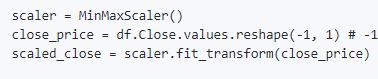 scaler = MinMaxScaler()
close_price = df.Close.values.reshape(-1, 1) # -1
scaled_close = scaler.fit_transform(close_price)